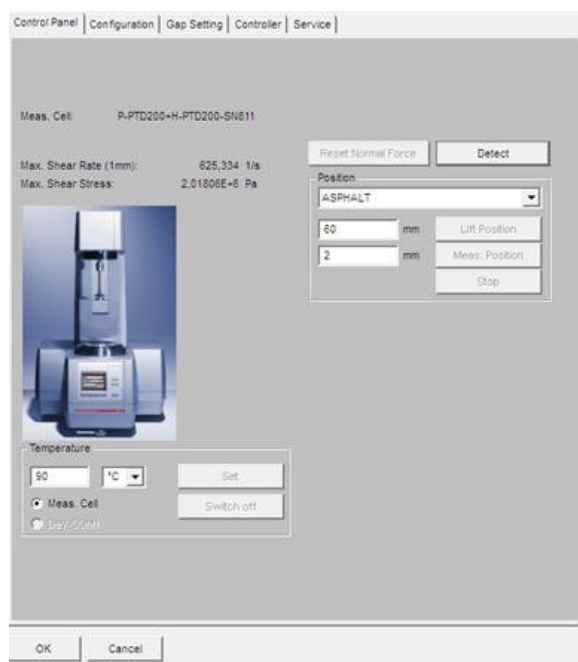 Control Panel
Configuration
Gap Setting
Controller
Service
Meas. Cell: P-PTD200+H-PTD200-SN811
Max. Shear Rate (1mm): 625,334 1/s
Max. Shear Stress: 2,01806E+6 Pa
Reset Normal Force
Detect
Position
ASPHALT
60 mm
Lift Position
2 mm
Meas. Position
Stop
Temperature
90 °C
Set
Meas. Cell
Switch off
Dev-COM1
OK
Cancel